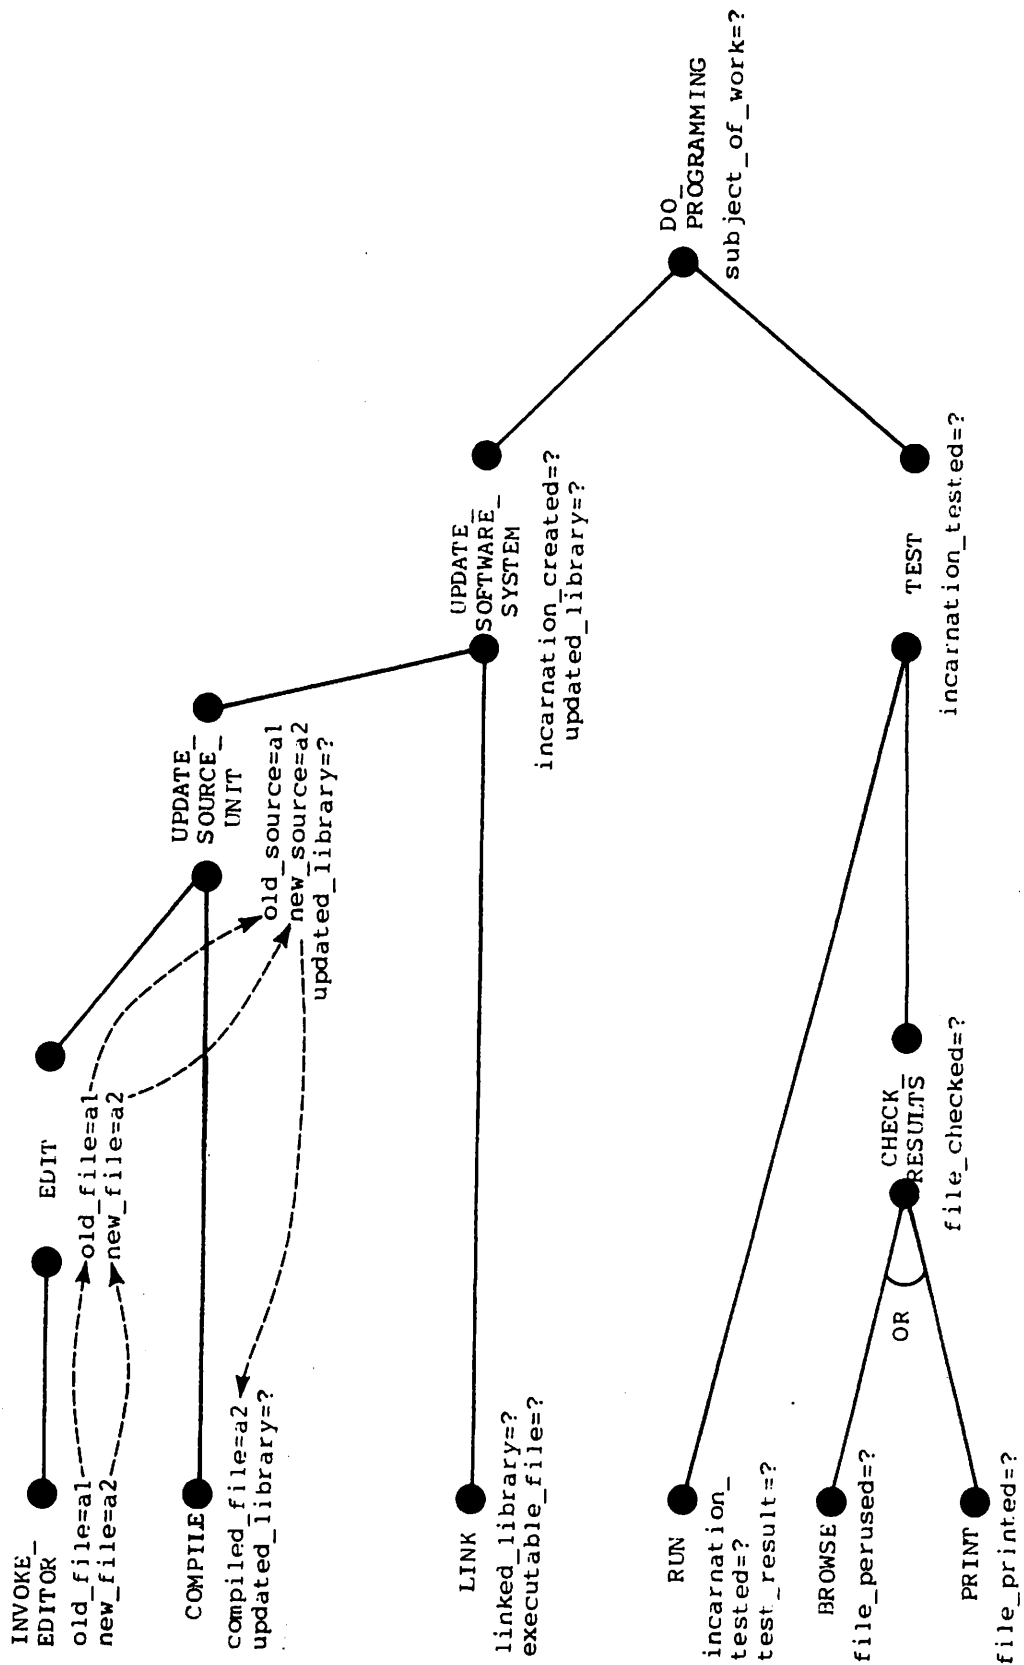 INVOKE_
EDITOR
old_file=a1
new_file=a2
EDIT
old_file=a1
new_file=a2
UPDATE_
SOURCE_
UNIT
old_source=a1
new_source=a2
updated_library=?
COMPILE
compiled_file=a2
updated_library=?
UPDATE_
SOFTWARE_
SYSTEM
incarnation_created=?
updated_library=?
LINK
linked_library=?
executable_file=?
DO_
PROGRAMMING
subject_of_work=?
RUN
incarnation_
tested=?
test_result=?
TEST
incarnation_tested=?
CHECK_
RESULTS
file_checked=?
OR
BROWSE
file_perused=?
PRINT
file_printed=?